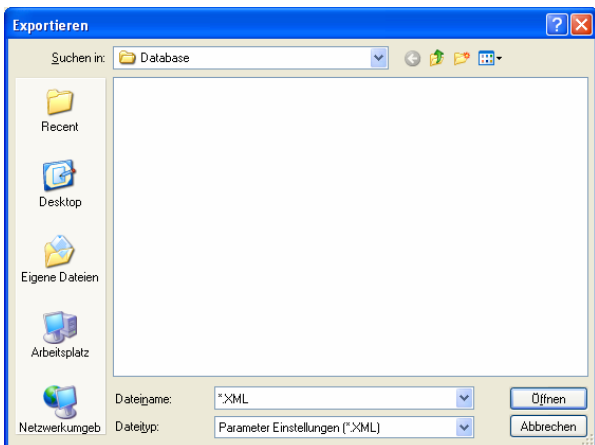 Exportieren
Suchen in: Database
Recent
Desktop
Eigene Dateien
Arbeitsplatz
Netzwerkumgeb
Dateiname: *.XML Öffnen
Dateityp: Parameter Einstellungen (*.XML) Abbrechen